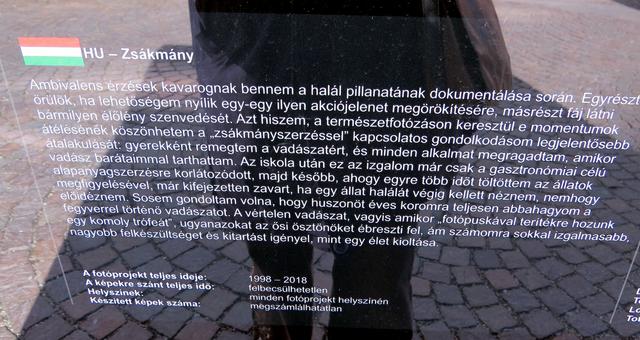 HU – Zsákmány
Ambivalens érzések kavarognak bennem a halál pillanatának dokumentálása során. Egyrészt
örülök, ha lehetőségem nyílik egy-egy ilyen akciójelenet megörökítésére, másrészt fáj látni
bármilyen élőlény szenvedését. Azt hiszem, a természetfotózáson keresztül e momentumok
átélésének köszönhetem a „zsákmányszerzéssel” kapcsolatos gondolkodásom legjelentősebb
átalakulását: gyerekként remegtem a vadászatért, és minden alkalmat megragadtam, amikor
vadász barátaimmal tarthattam. Az iskola után ez az izgalom már csak a gasztronómiai célú
alapanyagszerzésre korlátozódott, majd később, ahogy egyre több időt töltöttem az állatok
megfigyelésével, már kifejezetten zavart, ha egy állat halálát végig kellett néznem, nemhogy
előidéznem. Sosem gondoltam volna, hogy huszonöt éves koromra teljesen abbahagyom a
fegyverrel történő vadászatot. A vértelen vadászat, vagyis amikor „fotópuskával terítékre hozunk
egy komoly trófeát”, ugyanazokat az ősi ösztönöket ébreszti fel, ám számomra sokkal izgalmasabb,
nagyobb felkészültséget és kitartást igényel, mint egy élet kioltása.
A fotóprojekt teljes ideje: 1998 – 2018
A képekre szánt teljes idő: felbecsülhetetlen
Helyszínek: minden fotóprojekt helyszínén
Készített képek száma: megszámlálhatatlan